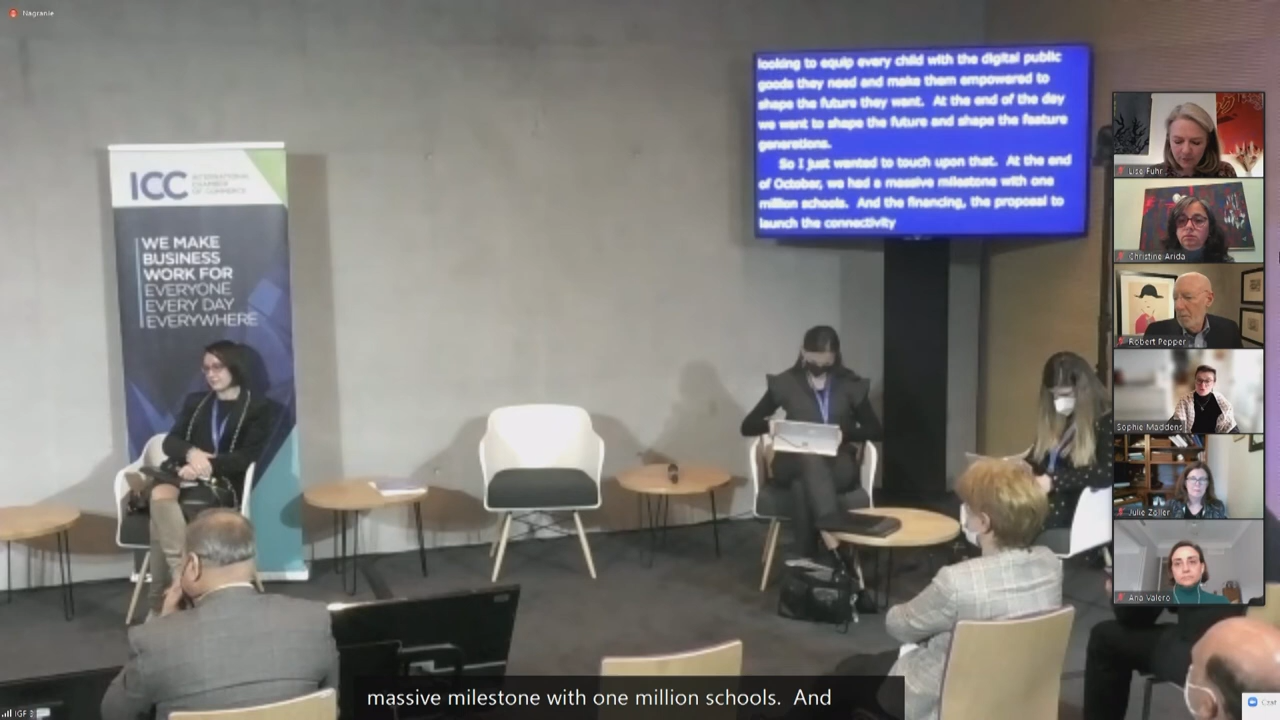 Nagranie
looking to equip every child with the digital public
goods they need and make them empowered to
shape the future they want. At the end of the day
we want to shape the future and shape the feature
generations.
So I just wanted to touch upon that. At the end
of October, we had a massive milestone with one
million schools. And the financing, the proposal to
launch the connectivity
ICC
INTERNATIONAL
CHAMBER
OF COMMERCE
WE MAKE
BUSINESS
WORK FOR
EVERYONE
EVERY DAY
EVERYWHERE
Lise Fuhr
Christine Arida
Robert Pepper
Sophie Maddens
Julie Zoller
Ana Valero
massive milestone with one million schools. And
IGF
Czat